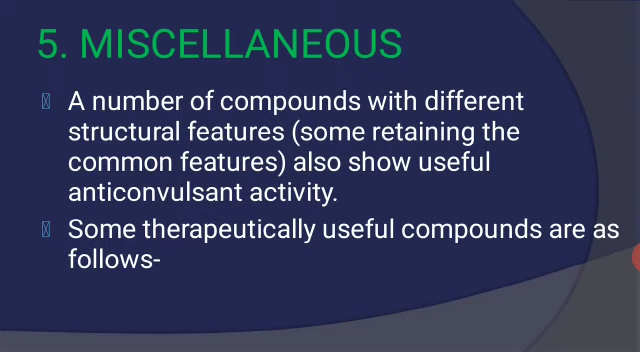 5. MISCELLANEOUS
A number of compounds with different
structural features (some retaining the
common features) also show useful
anticonvulsant activity.
Some therapeutically useful compounds are as
follows-